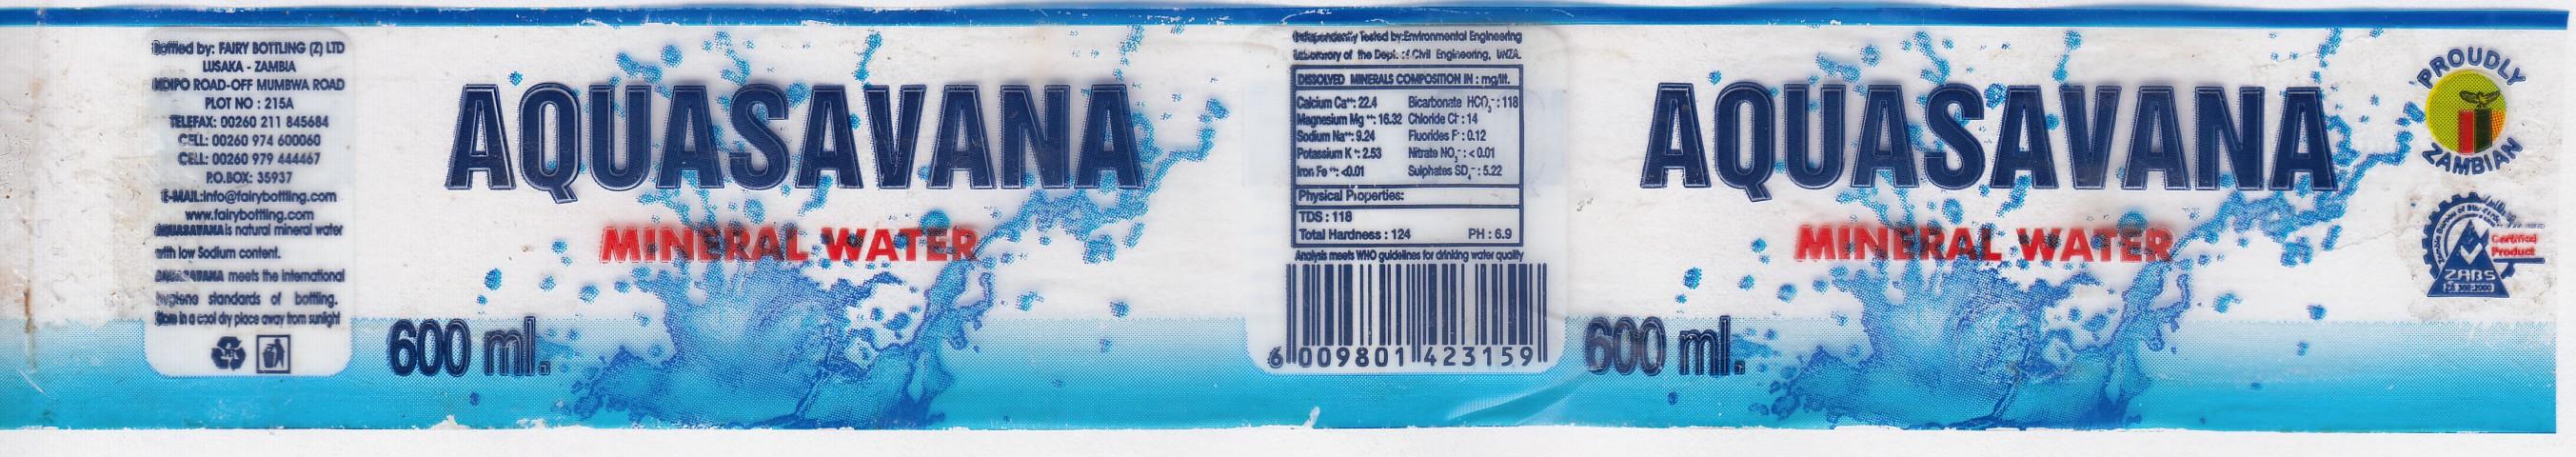 Bottled by: FAIRY BOTTLING (Z) LTD
LUSAKA - ZAMBIA
ROAD-OFF MUMBWA ROAD
PLOT NO : 215A
TELEFAX: 00260 211 845684
CELL: 00260 974 600060
CELL: 00260 979 444467
P.O.BOX: 35937
E-MAIL:info@fairybottling.com
www.fairybottling.com
AQUASAVANA is natural mineral water
with low Sodium content.
AQUASAVANA meets the international
hygiene standards of bottling.
Store in a cool dry place away from sunlight
AQUASAVANA
MINERAL WATER
600 ml.
Independently Tested by:Environmental Engineering
Laboratory of the Dept. of Civil Engineering, UNZA.
DISSOLVED MINERALS COMPOSITION IN : mg/lit.
Calcium Ca⁺⁺: 22.4 Bicarbonate HCO₃⁻ : 118
Magnesium Mg ⁺⁺: 16.32 Chloride Cl⁻ : 14
Sodium Na⁺⁺: 9.24 Fluorides F⁻ : 0.12
Potassium K ⁺: 2.53 Nitrate NO₃⁻ : < 0.01
Iron Fe ⁺⁺: <0.01 Sulphates SO₄⁻ : 5.22
Physical Properties:
TDS : 118
Total Hardness : 124 PH : 6.9
Analysis meets WHO guidelines for drinking water quality
6 009801 423159
AQUASAVANA
MINERAL WATER
600 ml.
PROUDLY
ZAMBIAN
Certified
Product
ZABS